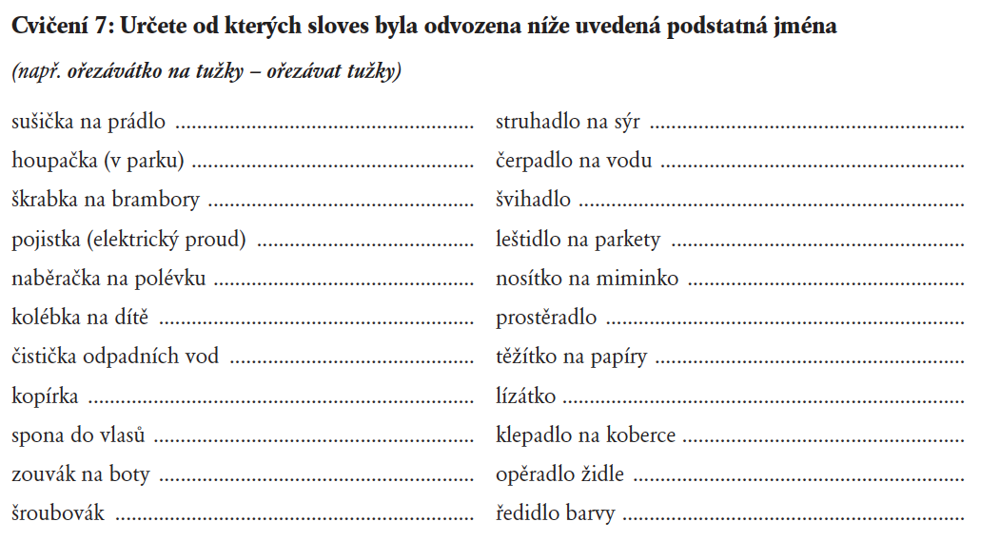 Cvičení 7: Určete od kterých sloves byla odvozena níže uvedená podstatná jména
(např. ořezávátko na tužky – ořezávat tužky)
sušička na prádlo ....................................................
houpačka (v parku) .................................................
škrabka na brambory ..............................................
pojistka (elektrický proud) ......................................
naběračka na polévku .............................................
kolébka na dítě .......................................................
čistička odpadních vod ...........................................
kopírka ...................................................................
spona do vlasů ........................................................
zouvák na boty .......................................................
šroubovák ...............................................................
struhadlo na sýr .......................................................
čerpadlo na vodu .....................................................
švihadlo ...................................................................
leštidlo na parkety ...................................................
nosítko na miminko ................................................
prostěradlo ..............................................................
těžítko na papíry ......................................................
lízátko ......................................................................
klepadlo na koberce .................................................
opěradlo židle ..........................................................
ředidlo barvy ............................................................